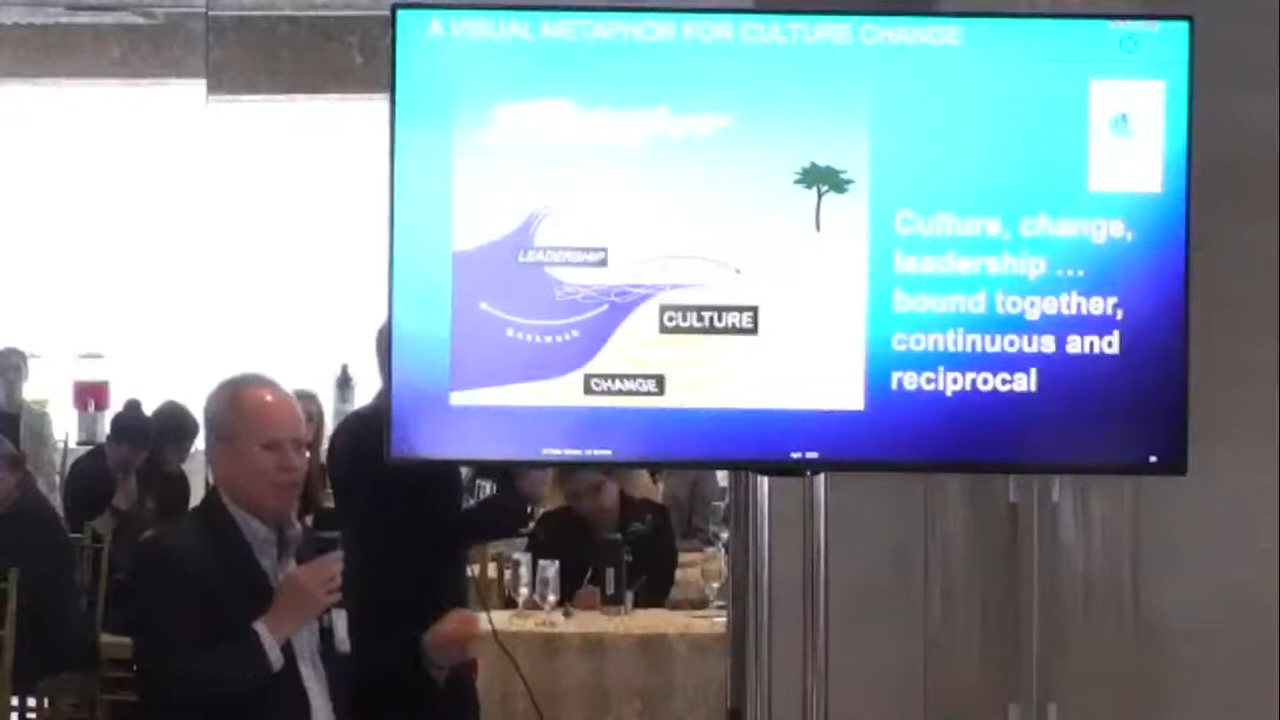 A VISUAL METAPHOR FOR CULTURE CHANGE
LEADERSHIP
CULTURE
Backwash
CHANGE
Culture, change,
leadership ...
bound together,
continuous and
reciprocal